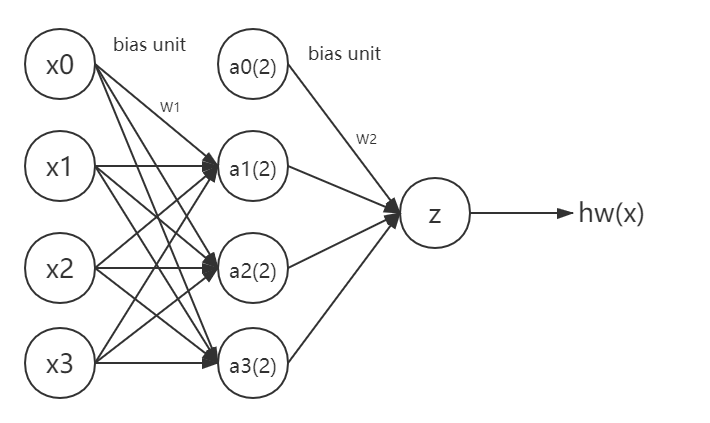 x0
bias unit
a0(2)
bias unit
W1
W2
x1
a1(2)
z
hw(x)
x2
a2(2)
x3
a3(2)